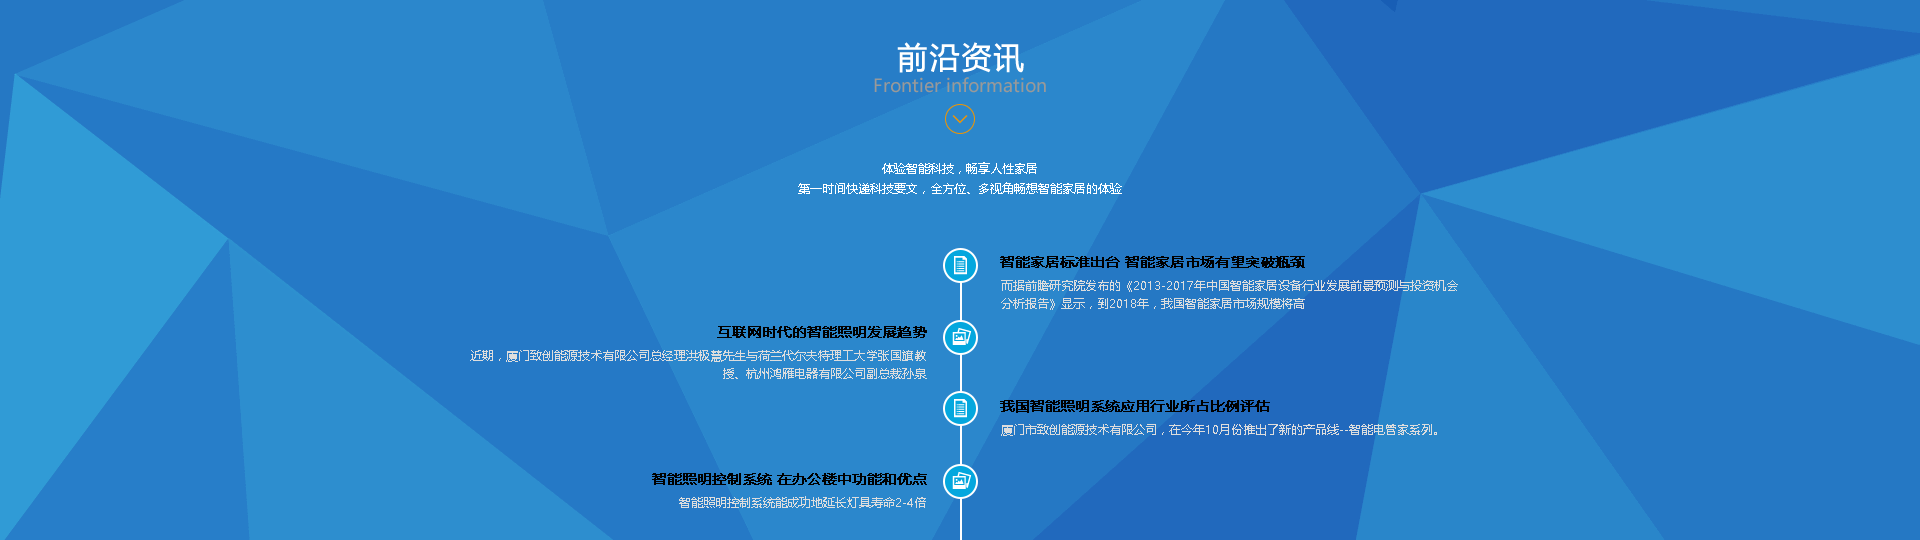 前沿资讯
Frontier information
体验智能科技，畅享人性家居
第一时间快递科技要文，全方位、多视角畅想智能家居的体验
智能家居标准出台 智能家居市场有望突破瓶颈
而据前瞻研究院发布的《2013-2017年中国智能家居设备行业发展前景预测与投资机会
分析报告》显示，到2018年，我国智能家居市场规模将高
互联网时代的智能照明发展趋势
近期，厦门致创能源技术有限公司总经理洪极慧先生与荷兰代尔夫特理工大学张国旗教
授、杭州鸿雁电器有限公司副总裁孙泉
我国智能照明系统应用行业所占比例评估
厦门市致创能源技术有限公司，在今年10月份推出了新的产品线--智能电管家系列。
智能照明控制系统 在办公楼中功能和优点
智能照明控制系统能成功地延长灯具寿命2-4倍